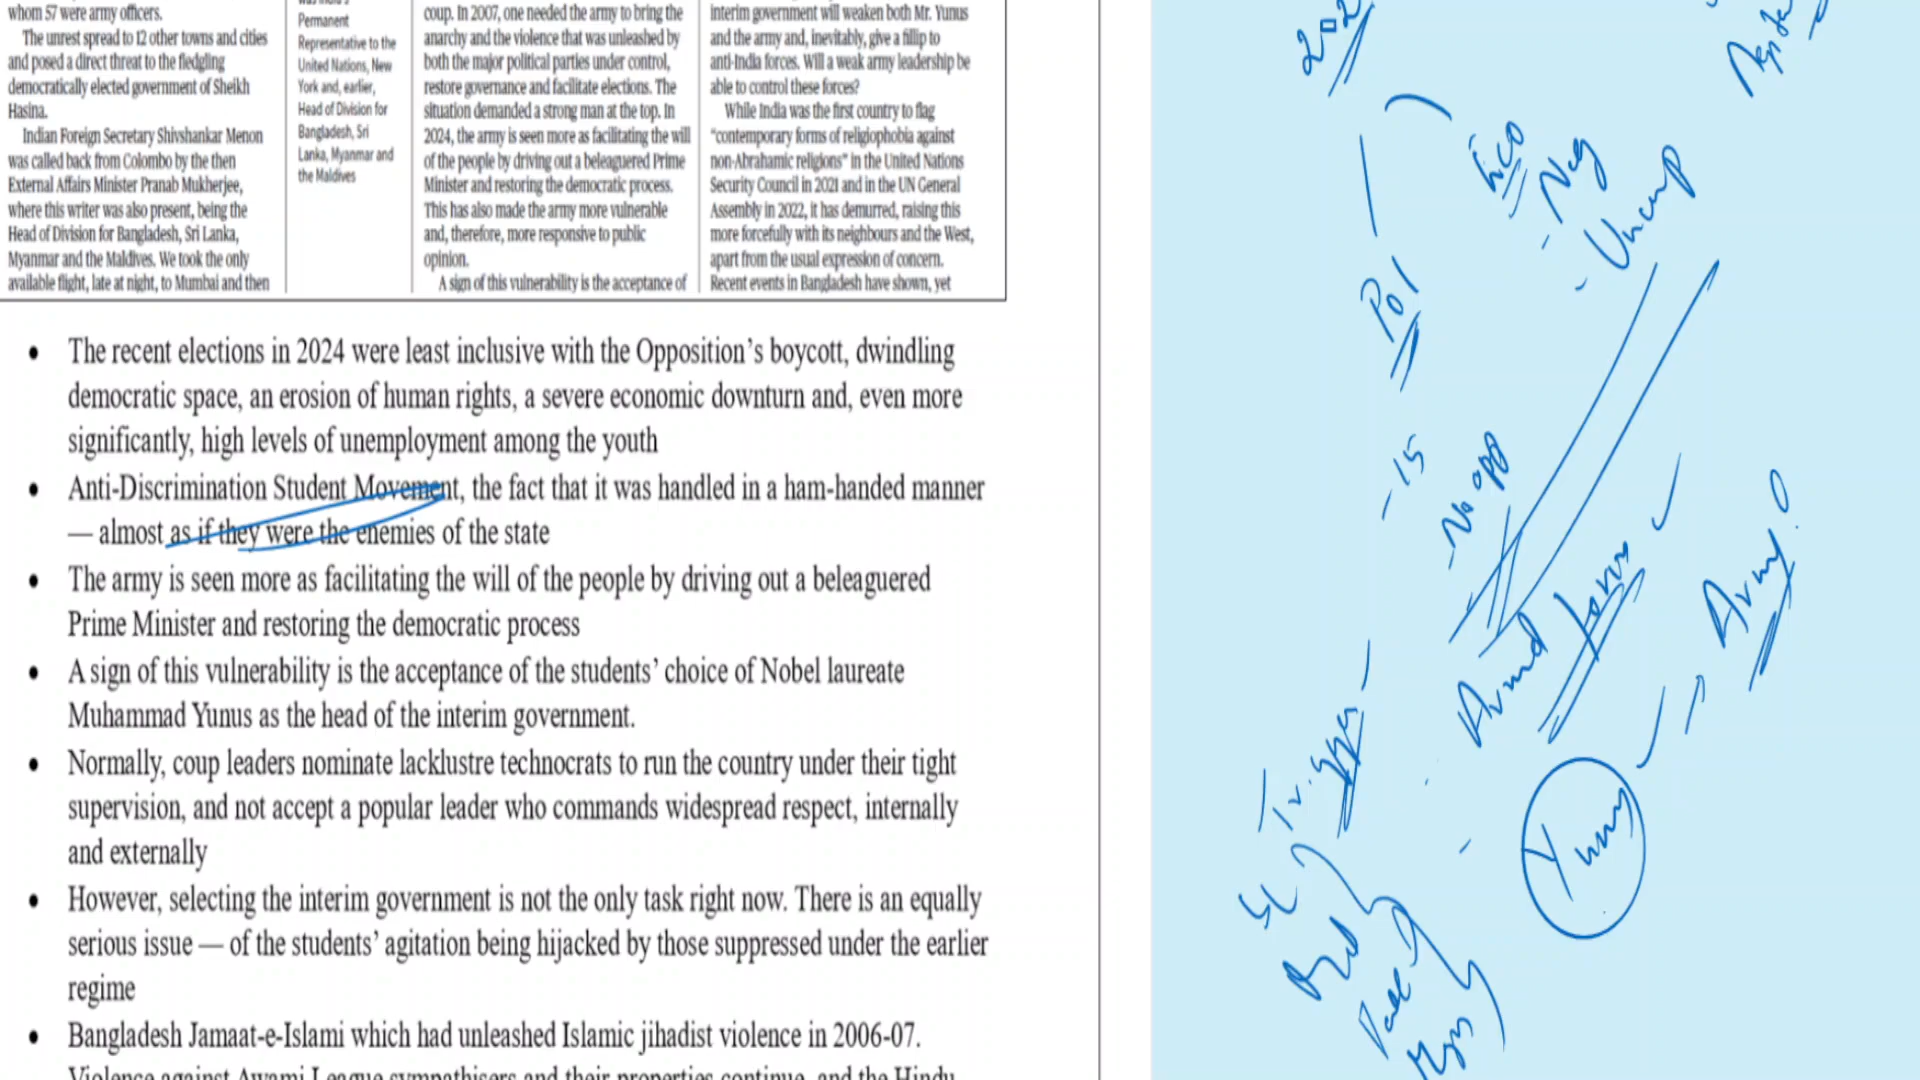 whom 57 were army officers.
The unrest spread to 12 other towns and cities
and posed a direct threat to the fledgling
democratically elected government of Sheikh
Hasina.
Indian Foreign Secretary Shivshankar Menon
was called back from Colombo by the then
External Affairs Minister Pranab Mukherjee,
where this writer was also present, being the
Head of Division for Bangladesh, Sri Lanka,
Myanmar and the Maldives. We took the only
available flight, late at night, to Mumbai and then
Permanent
Representative to the
United Nations, New
York and, earlier,
Head of Division for
Bangladesh, Sri
Lanka, Myanmar and
the Maldives
coup. In 2007, one needed the army to bring the
anarchy and the violence that was unleashed by
both the major political parties under control,
restore governance and facilitate elections. The
situation demanded a strong man at the top. In
2024, the army is seen more as facilitating the will
of the people by driving out a beleaguered Prime
Minister and restoring the democratic process.
This has also made the army more vulnerable
and, therefore, more responsive to public
opinion.
A sign of this vulnerability is the acceptance of
interim government will weaken both Mr. Yunus
and the army and, inevitably, give a fillip to
anti-India forces. Will a weak army leadership be
able to control these forces?
While India was the first country to flag
"contemporary forms of religiophobia against
non-Abrahamic religions" in the United Nations
Security Council in 2021 and in the UN General
Assembly in 2022, it has demurred, raising this
more forcefully with its neighbours and the West,
apart from the usual expression of concern.
Recent events in Bangladesh have shown, yet
• The recent elections in 2024 were least inclusive with the Opposition's boycott, dwindling
democratic space, an erosion of human rights, a severe economic downturn and, even more
significantly, high levels of unemployment among the youth
• Anti-Discrimination Student Movement, the fact that it was handled in a ham-handed manner
— almost as if they were the enemies of the state
• The army is seen more as facilitating the will of the people by driving out a beleaguered
Prime Minister and restoring the democratic process
• A sign of this vulnerability is the acceptance of the students' choice of Nobel laureate
Muhammad Yunus as the head of the interim government.
• Normally, coup leaders nominate lacklustre technocrats to run the country under their tight
supervision, and not accept a popular leader who commands widespread respect, internally
and externally
• However, selecting the interim government is not the only task right now. There is an equally
serious issue — of the students' agitation being hijacked by those suppressed under the earlier
regime
• Bangladesh Jamaat-e-Islami which had unleashed Islamic jihadist violence in 2006-07.
Violence against Awami League sympathisers and their properties continue, and the Hindu
Pol
- 15
- No opp
- Unemp
Armed forces
Army
Trigger
SC